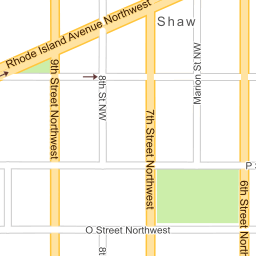 Rhode Island Avenue Northwest
Shaw
9th Street Northwest
8th St NW
7th Street Northwest
Marion St NW
6th Street Northwest
P
O Street Northwest
8t